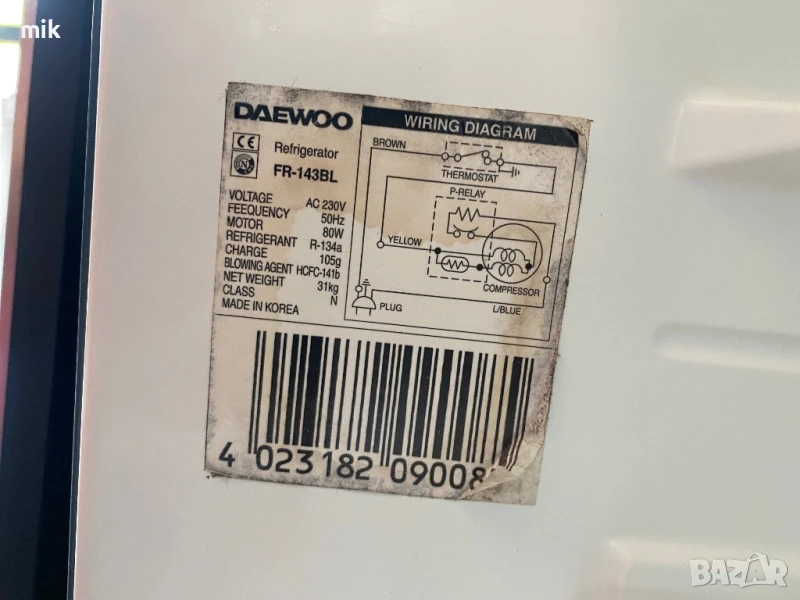 mik
DAEWOO
CE
Refrigerator
FR-143BL
VOLTAGE AC 230V
FEEQUENCY 50Hz
MOTOR 80W
REFRIGERANT R-134a
CHARGE 105g
BLOWING AGENT HCFC-141b
NET WEIGHT 31kg
CLASS N
MADE IN KOREA
WIRING DIAGRAM
BROWN
THERMOSTAT
P-RELAY
YELLOW
COMPRESSOR
PLUG
L/BLUE
4 023182 09008
BAZAR